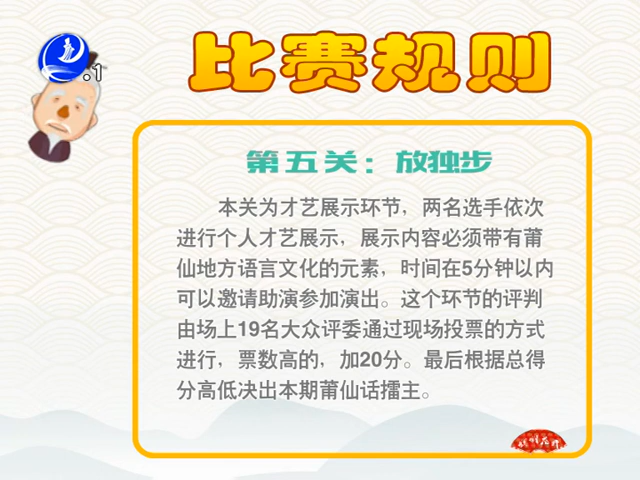 .1
比赛规则
第五关：放独步
本关为才艺展示环节，两名选手依次
进行个人才艺展示，展示内容必须带有莆
仙地方语言文化的元素，时间在5分钟以内
可以邀请助演参加演出。这个环节的评判
由场上19名大众评委通过现场投票的方式
进行，票数高的，加20分。最后根据总得
分高低决出本期莆仙话擂主。